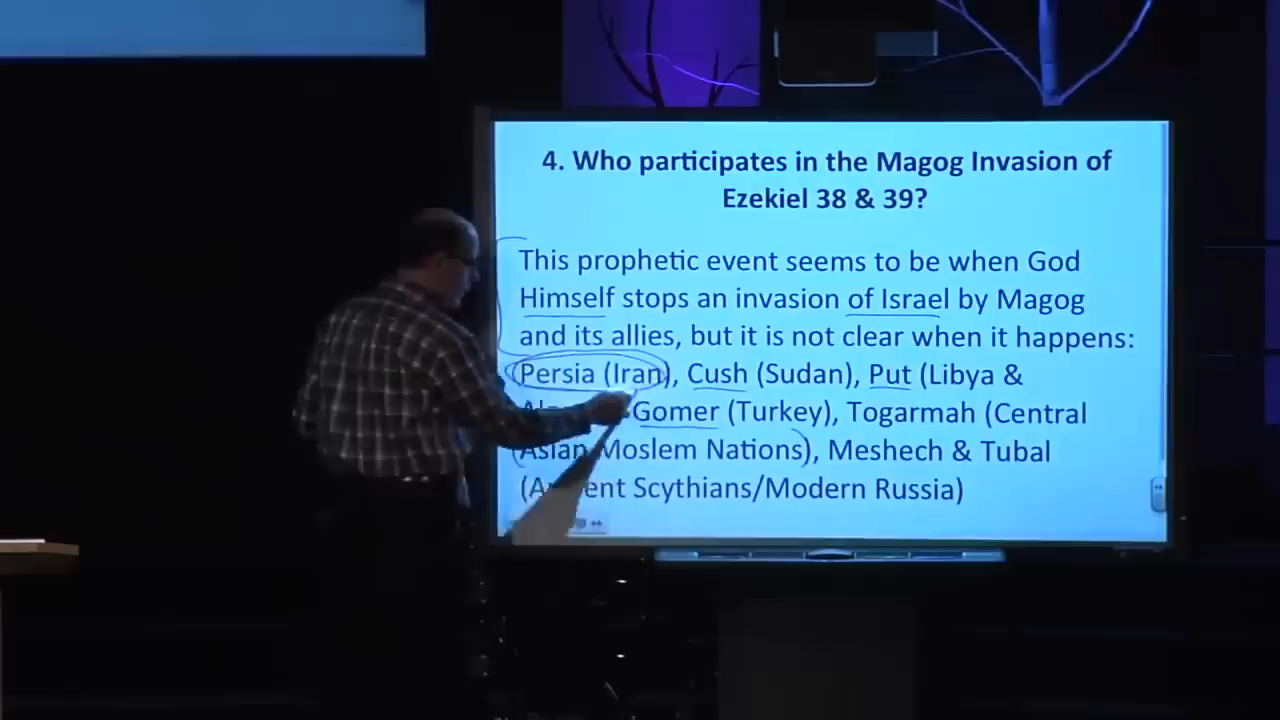 4. Who participates in the Magog Invasion of
Ezekiel 38 & 39?
This prophetic event seems to be when God
Himself stops an invasion of Israel by Magog
and its allies, but it is not clear when it happens:
Persia (Iran), Cush (Sudan), Put (Libya &
Gomer (Turkey), Togarmah (Central
Asian Moslem Nations), Meshech & Tubal
Scythians/Modern Russia)